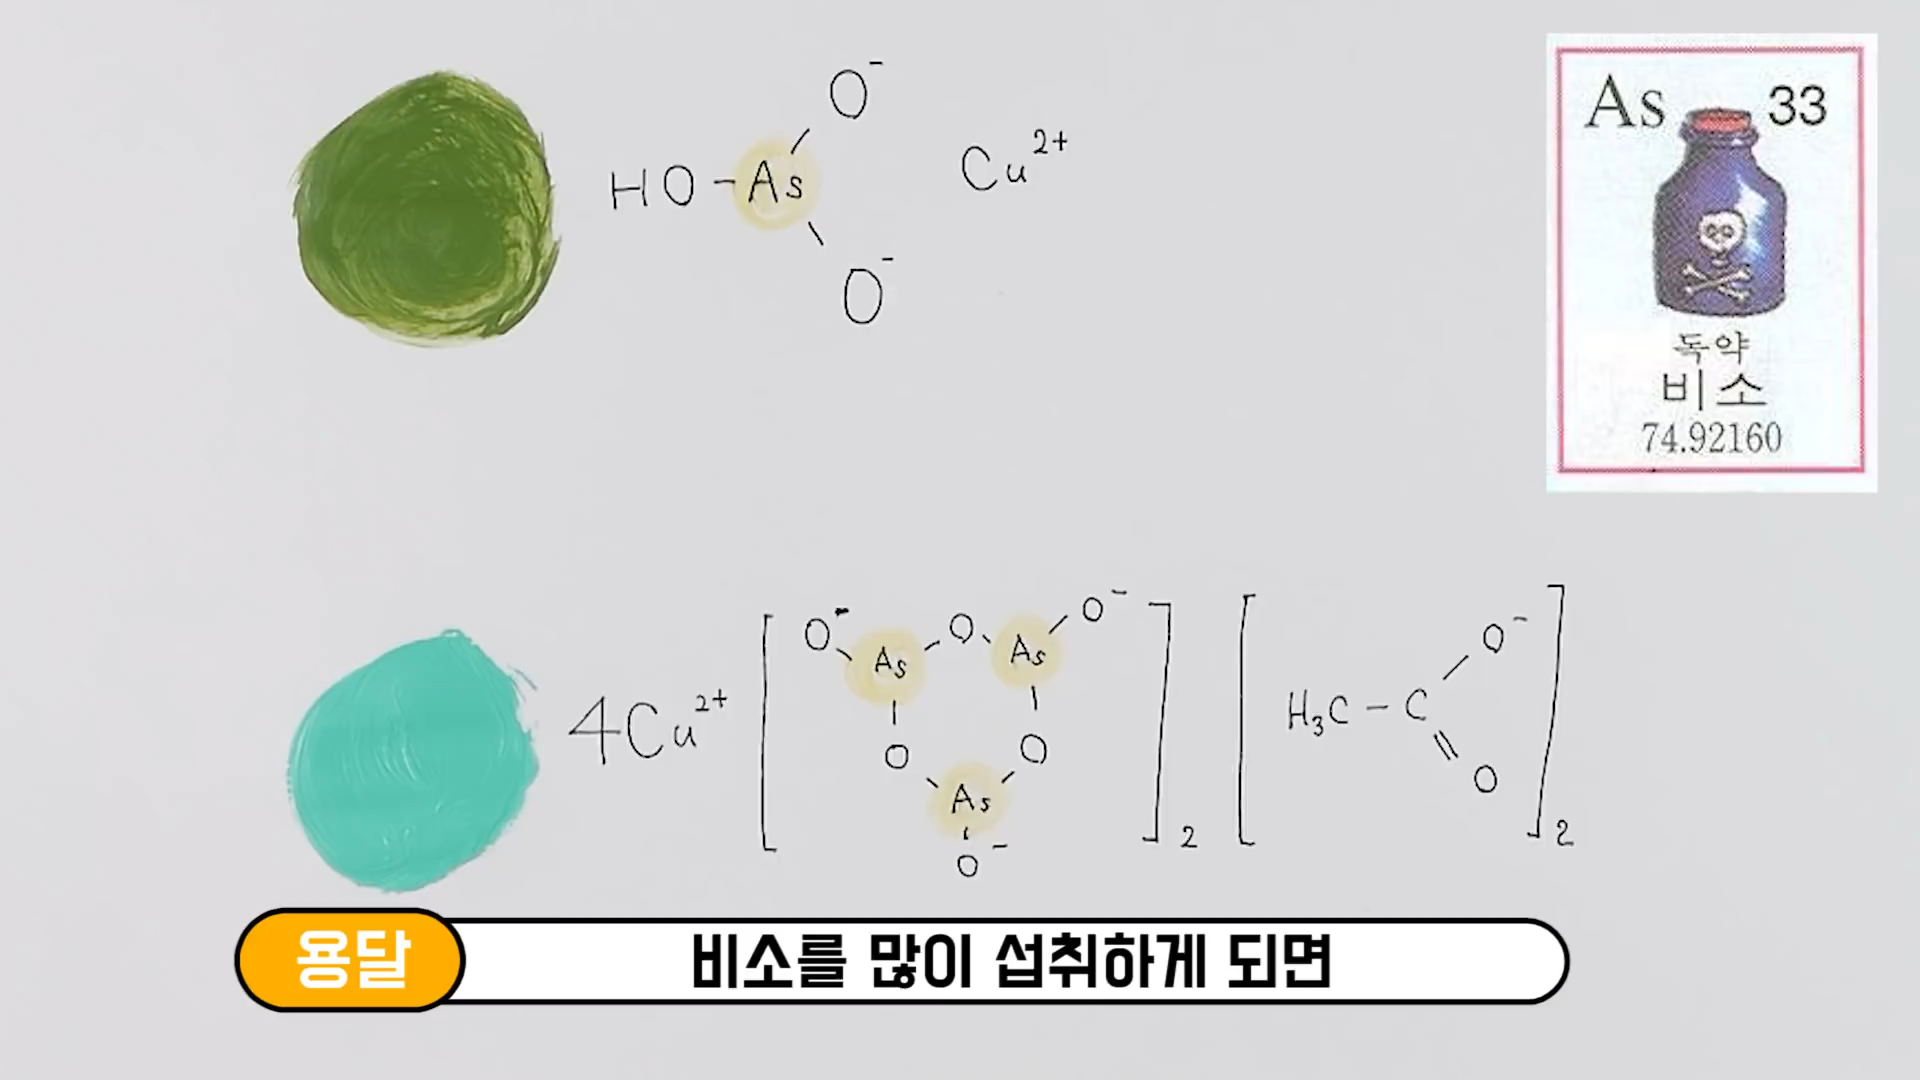 O⁻
HO-As
Cu²⁺
O⁻
As 33
독약
비소
74.92160
4Cu²⁺
O⁻ As O As O⁻
O O
As
O⁻
2
H₃C-C
O⁻
O
2
용달
비소를 많이 섭취하게 되면